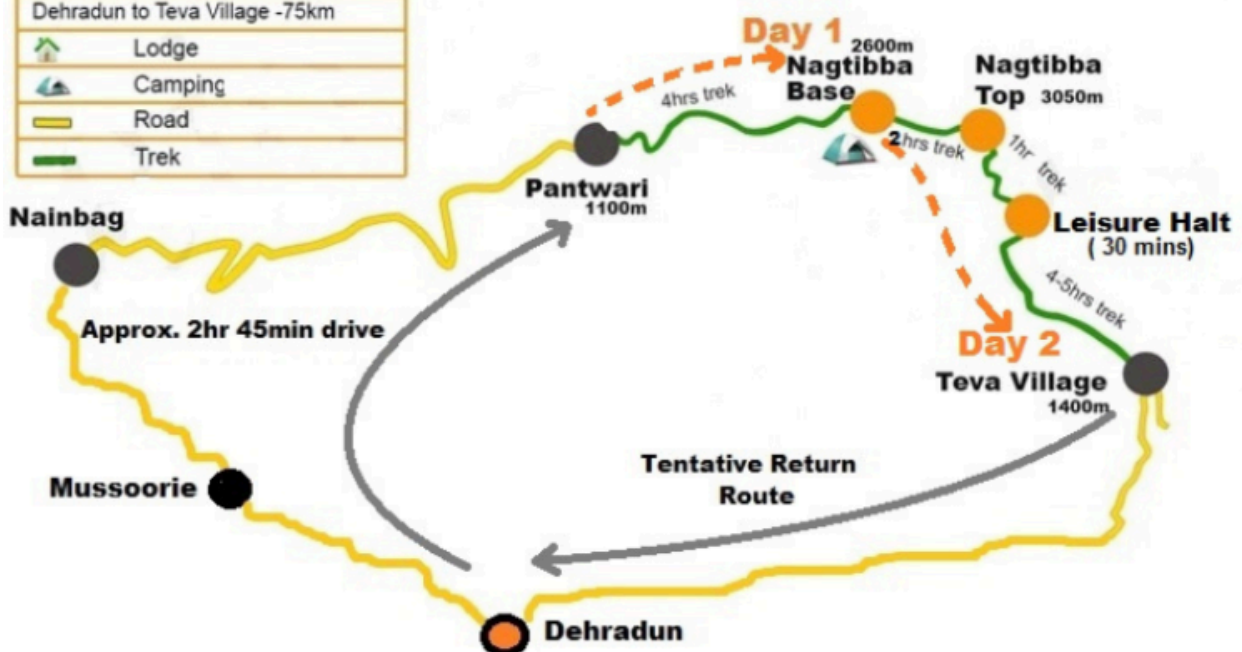 Dehradun to Teva Village -75km
Lodge
Camping
Road
Trek
Day 1
2600m
Nagtibba
Base
Nagtibba
Top 3050m
4hrs trek
2hrs trek
1hr trek
Pantwari
1100m
Nainbag
Leisure Halt
( 30 mins)
4-5hrs trek
Approx. 2hr 45min drive
Day 2
Teva Village
1400m
Tentative Return
Route
Mussoorie
Dehradun